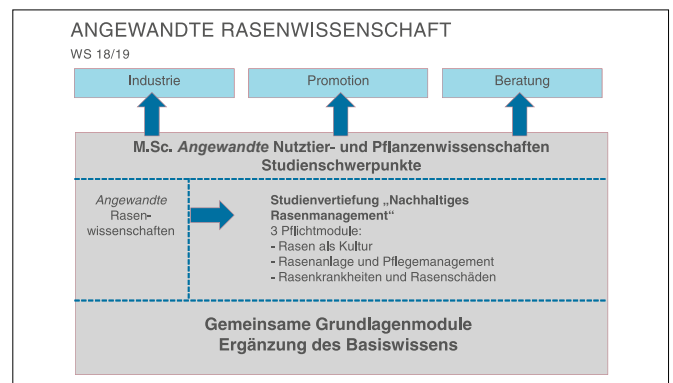 ANGEWANDTE RASENWISSENSCHAFT
WS 18/19
Industrie
Promotion
Beratung
M.Sc. Angewandte Nutztier- und Pflanzenwissenschaften
Studienschwerpunkte
Angewandte
Rasen-
wissenschaften
Studienvertiefung „Nachhaltiges
Rasenmanagement“
3 Pflichtmodule:
- Rasen als Kultur
- Rasenanlage und Pflegemanagement
- Rasenkrankheiten und Rasenschäden
Gemeinsame Grundlagenmodule
Ergänzung des Basiswissens